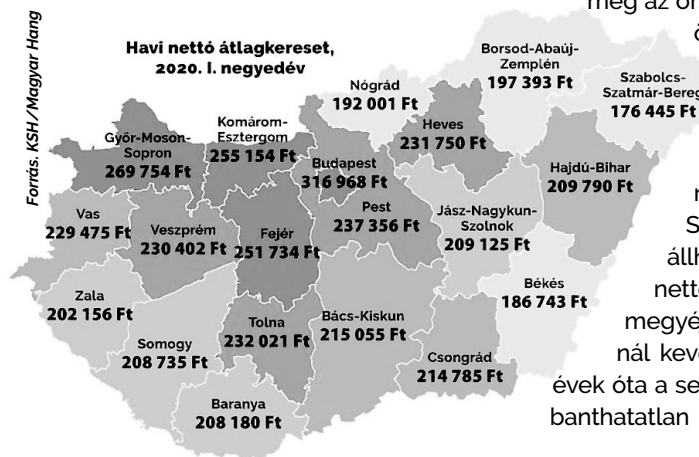 Forrás. KSH/Magyar Hang
Havi nettó átlagkereset,
2020. I. negyedév
Borsod-Abaúj-
Zemplén
197 393 Ft
Szabolcs-
Szatmár-Bereg
176 445 Ft
Nógrád
192 001 Ft
Heves
231 750 Ft
Komárom-
Esztergom
255 154 Ft
Győr-Moson-
Sopron
269 754 Ft
Budapest
316 968 Ft
Hajdú-Bihar
209 790 Ft
Pest
237 356 Ft
Jász-Nagykun-
Szolnok
209 125 Ft
Vas
229 475 Ft
Veszprém
230 402 Ft
Fejér
251 734 Ft
Békés
186 743 Ft
Zala
202 156 Ft
Somogy
208 735 Ft
Tolna
232 021 Ft
Bács-Kiskun
215 055 Ft
Csongrád
214 785 Ft
Baranya
208 180 Ft
meg az
nett
megyé
nál kev
évek óta a se
banthatatlan